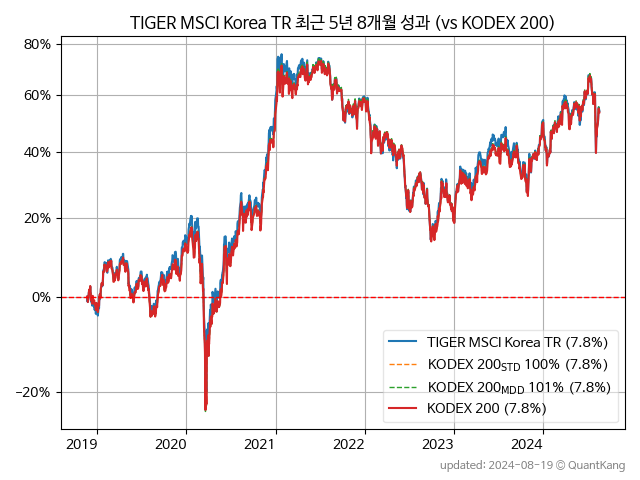 TIGER MSCI Korea TR 최근 5년 8개월 성과 (vs KODEX 200)
80%
60%
40%
20%
0%
−20%
TIGER MSCI Korea TR (7.8%)
KODEX 200STD 100% (7.8%)
KODEX 200MDD 101% (7.8%)
KODEX 200 (7.8%)
2019 2020 2021 2022 2023 2024
updated: 2024-08-19 © QuantKang